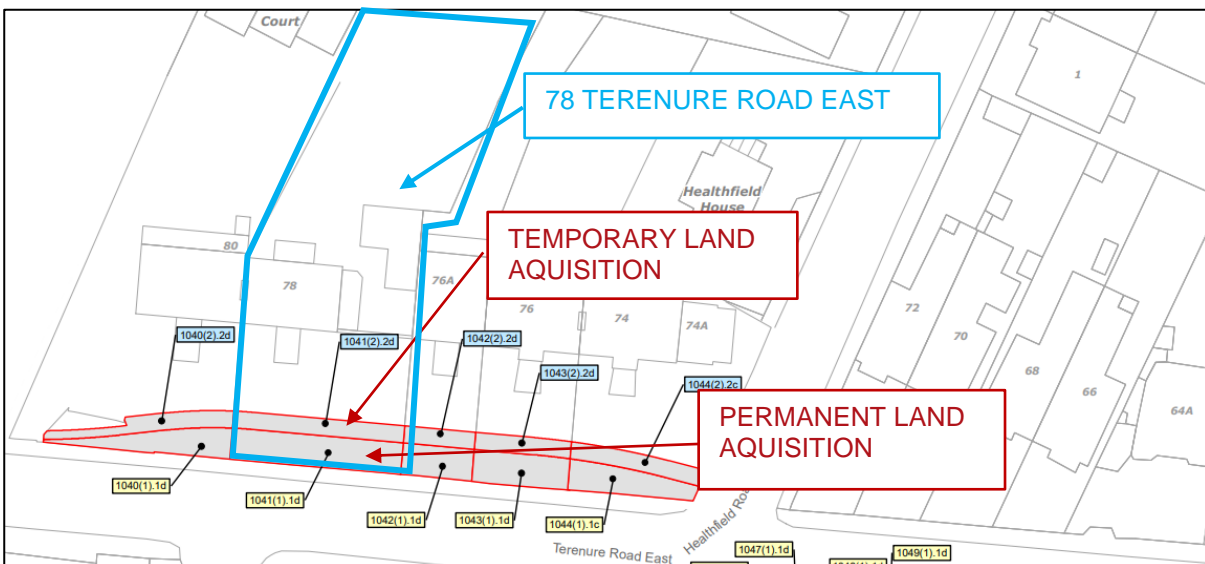 Court
1
78 TERENURE ROAD EAST
Healthfield
House
TEMPORARY LAND
AQUISITION
80
78
76A
76
74
74A
72
70
68
66
64A
1040(2).2d
1041(2).2d
1042(2).2d
1043(2).2d
1044(2).2c
PERMANENT LAND
AQUISITION
1040(1).1d
1041(1).1d
1042(1).1d
1043(1).1d
1044(1).1c
Terenure Road East
Healthfield
1047(1).1d
1049(1).1d